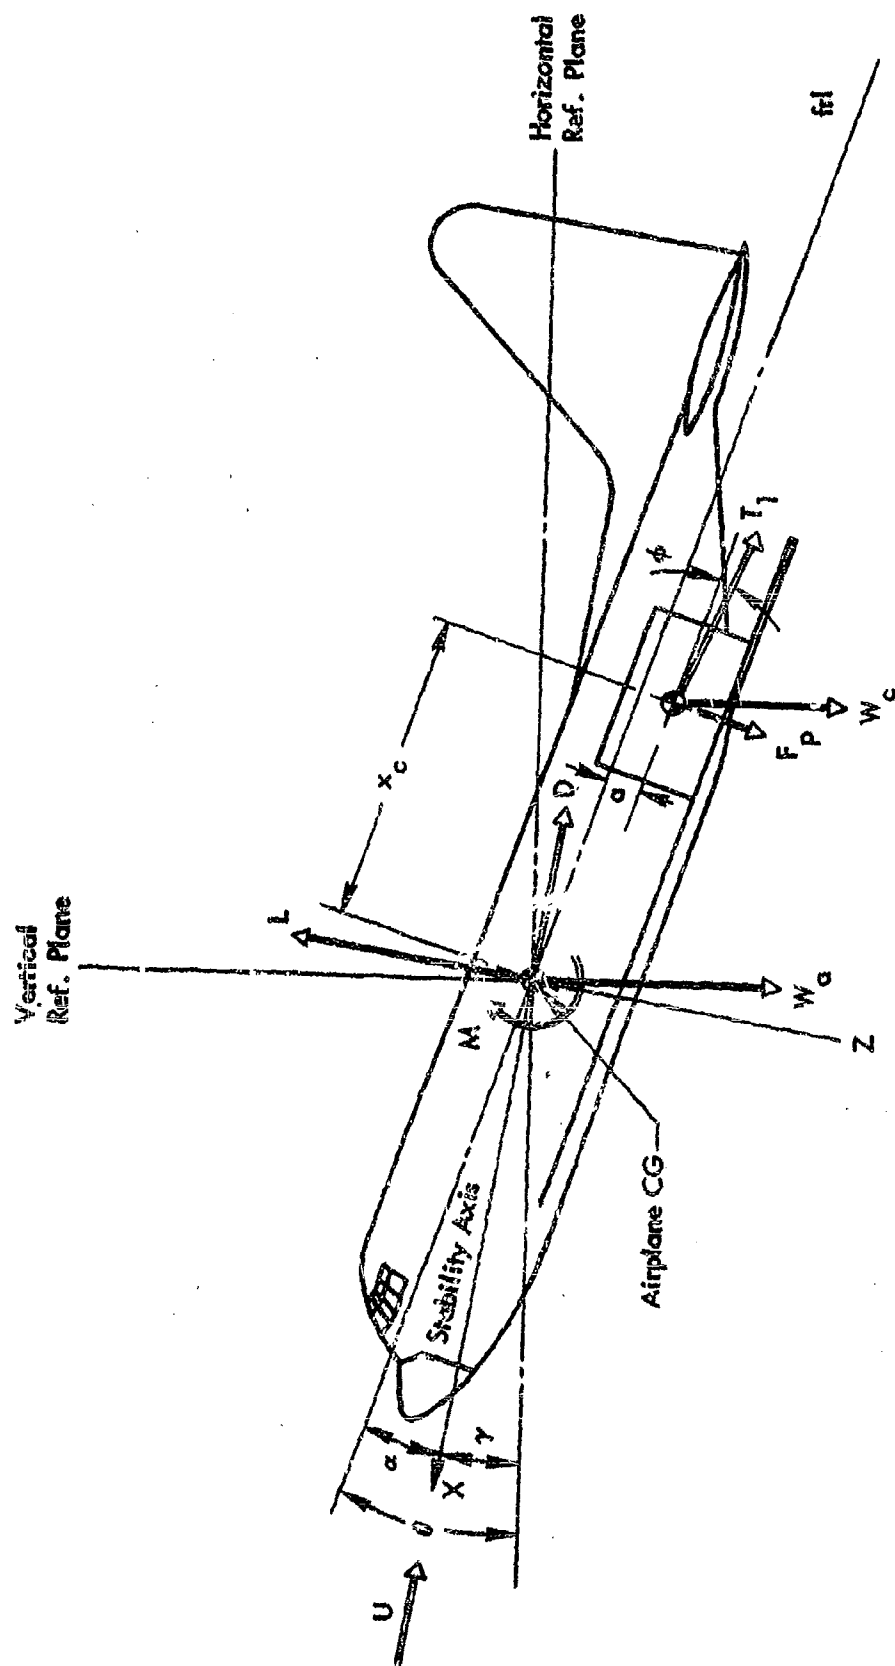 Vertical
Ref. Plane
Horizontal
Ref. Plane
L
x_c
M
D
a
φ
T_1
frl
F_p
W_c
W_a
Z
Airplane CG
Stability Axis
α
γ
X
θ
U